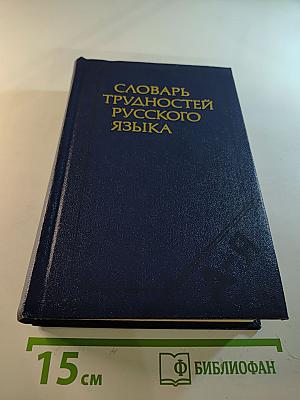 СЛОВАРЬ
ТРУДНОСТЕЙ
РУССКОГО
ЯЗЫКА
15 см
БИБЛИОФАН